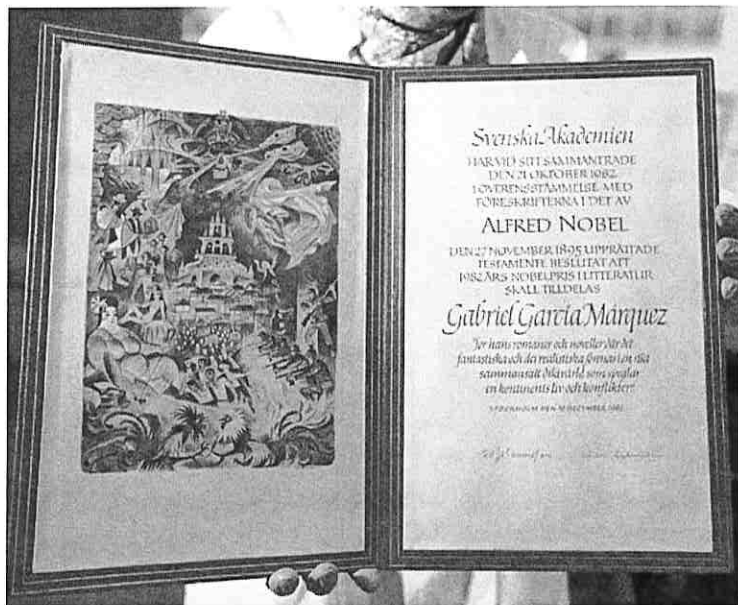 Svenska Akademien
HAR VID SITT SAMMANTRÄDE
DEN 21 OKTOBER 1982
I ÖVERENSSTÄMMELSE MED
FÖRESKRIFTERNA I DET AV
ALFRED NOBEL
DEN 27 NOVEMBER 1895 UPPRÄTTADE
TESTAMENTE BESLUTAT ATT
1982 ÅRS NOBELPRIS I LITTERATUR
SKALL TILLDELAS
Gabriel García Márquez
"för hans romaner och noveller, där det
fantastiska och det realistiska förenas i en rikt
sammansatt diktvärld, som speglar
en kontinents liv och konflikter"
STOCKHOLM DEN 10 DECEMBER 1982